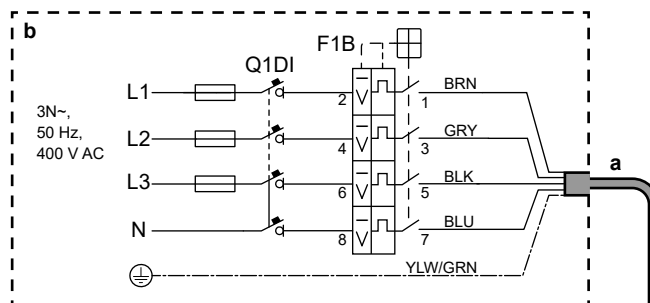 b
F1B
Q1DI
L1
2
1
BRN
3N~,
50 Hz,
400 V AC
L2
4
3
GRY
L3
6
5
BLK
a
N
8
7
BLU
YLW/GRN